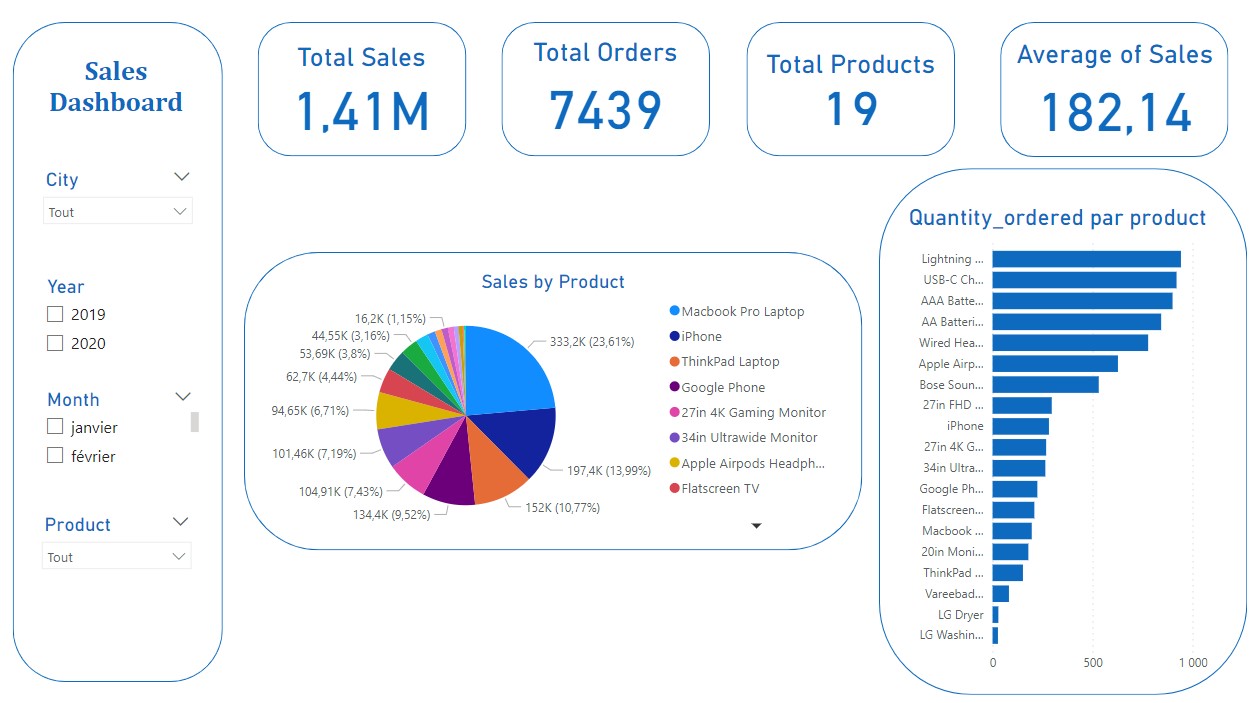 Sales
Dashboard
City
Tout
Year
2019
2020
Month
janvier
février
Product
Tout
Total Sales
1,41M
Total Orders
7439
Total Products
19
Average of Sales
182,14
Sales by Product
16,2K (1,15%)
44,55K (3,16%)
53,69K (3,8%)
62,7K (4,44%)
94,65K (6,71%)
101,46K (7,19%)
104,91K (7,43%)
134,4K (9,52%)
333,2K (23,61%)
197,4K (13,99%)
152K (10,77%)
Macbook Pro Laptop
iPhone
ThinkPad Laptop
Google Phone
27in 4K Gaming Monitor
34in Ultrawide Monitor
Apple Airpods Headph...
Flatscreen TV
Quantity_ordered par product
Lightning ...
USB-C Ch...
AAA Batte...
AA Batteri...
Wired Hea...
Apple Airp...
Bose Soun...
27in FHD ...
iPhone
27in 4K G...
34in Ultra...
Google Ph...
Flatscreen...
Macbook ...
20in Moni...
ThinkPad ...
Vareebad...
LG Dryer
LG Washin...
0 500 1 000